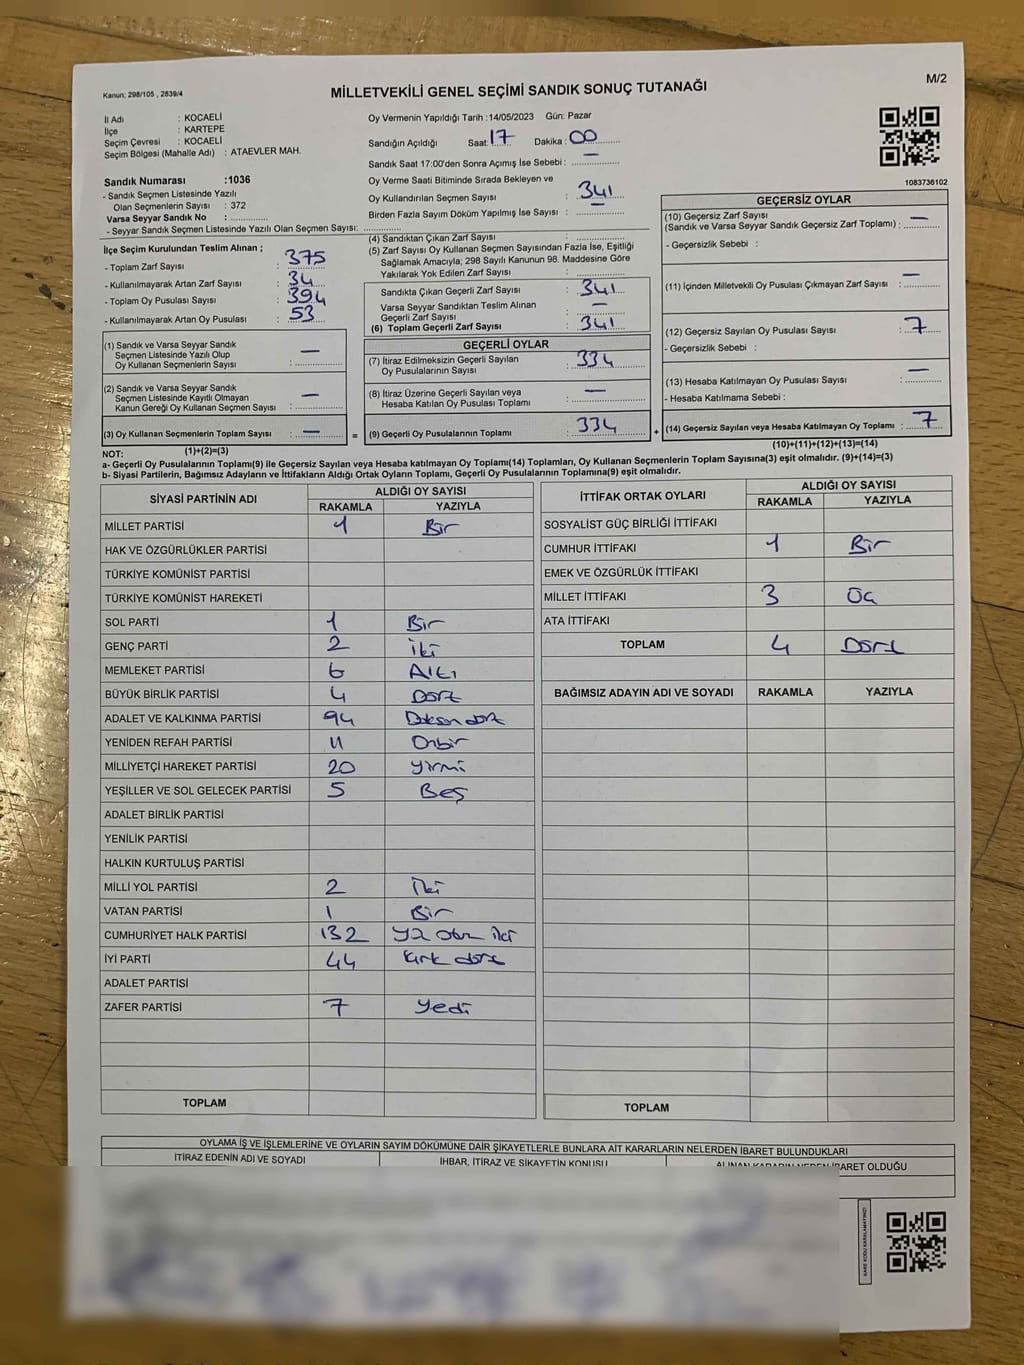 Kanun; 298/105 , 2839/4
MİLLETVEKİLİ GENEL SEÇİMİ SANDIK SONUÇ TUTANAĞI
M/2
İl Adı : KOCAELİ
İlçe : KARTEPE
Seçim Çevresi : KOCAELİ
Seçim Bölgesi (Mahalle Adı) : ATAEVLER MAH.
Sandık Numarası :1036
- Sandık Seçmen Listesinde Yazılı
Olan Seçmenlerin Sayısı : 372
Varsa Seyyar Sandık No : ............
- Seyyar Sandık Seçmen Listesinde Yazılı Olan Seçmen Sayısı: ............
Oy Vermenin Yapıldığı Tarih :14/05/2023 Gün: Pazar
Sandığın Açıldığı Saat: 17 Dakika: 00
Sandık Saat 17:00'den Sonra Açımış İse Sebebi : —
Oy Verme Saati Bitiminde Sırada Bekleyen ve
Oy Kullandırılan Seçmen Sayısı : 341
Birden Fazla Sayım Döküm Yapılmış İse Sayısı : —
1083736102
İlçe Seçim Kurulundan Teslim Alınan ;
- Toplam Zarf Sayısı : 375
- Kullanılmayarak Artan Zarf Sayısı : 34
- Toplam Oy Pusulası Sayısı : 394
- Kullanılmayarak Artan Oy Pusulası : 53
(1) Sandık ve Varsa Seyyar Sandık
Seçmen Listesinde Yazılı Olup
Oy Kullanan Seçmenlerin Sayısı : —
(2) Sandık ve Varsa Seyyar Sandık
Seçmen Listesinde Kayıtlı Olmayan
Kanun Gereği Oy Kullanan Seçmen Sayısı : —
(3) Oy Kullanan Seçmenlerin Toplam Sayısı : —
(1)+(2)=(3)
(4) Sandıktan Çıkan Zarf Sayısı : ............
(5) Zarf Sayısı Oy Kullanan Seçmen Sayısından Fazla İse, Eşitliği
Sağlamak Amacıyla; 298 Sayılı Kanunun 98. Maddesine Göre
Yakılarak Yok Edilen Zarf Sayısı : ............
Sandıkta Çıkan Geçerli Zarf Sayısı : 341
Varsa Seyyar Sandıktan Teslim Alınan
Geçerli Zarf Sayısı : —
(6) Toplam Geçerli Zarf Sayısı : 341
GEÇERLİ OYLAR
(7) İtiraz Edilmeksizin Geçerli Sayılan
Oy Pusulalarının Sayısı : 334
(8) İtiraz Üzerine Geçerli Sayılan veya
Hesaba Katılan Oy Pusulası Toplamı : —
= (9) Geçerli Oy Pusulalarının Toplamı : 334 +
GEÇERSİZ OYLAR
(10) Geçersiz Zarf Sayısı
(Sandık ve Varsa Seyyar Sandık Geçersiz Zarf Toplamı) : —
- Geçersizlik Sebebi :
(11) İçinden Milletvekili Oy Pusulası Çıkmayan Zarf Sayısı : —
(12) Geçersiz Sayılan Oy Pusulası Sayısı : 7
- Geçersizlik Sebebi :
(13) Hesaba Katılmayan Oy Pusulası Sayısı : —
- Hesaba Katılmama Sebebi :
(14) Geçersiz Sayılan veya Hesaba Katılmayan Oy Toplamı : 7
(10)+(11)+(12)+(13)=(14)
NOT:
a- Geçerli Oy Pusulalarının Toplamı(9) ile Geçersiz Sayılan veya Hesaba katılmayan Oy Toplamı(14) Toplamları, Oy Kullanan Seçmenlerin Toplam Sayısına(3) eşit olmalıdır. (9)+(14)=(3)
b- Siyasi Partilerin, Bağımsız Adayların ve İttifakların Aldığı Ortak Oyların Toplamı, Geçerli Oy Pusulalarının Toplamına(9) eşit olmalıdır.
SİYASİ PARTİNİN ADI ALDIĞI OY SAYISI
RAKAMLA YAZIYLA
MİLLET PARTİSİ 1 Bir
HAK VE ÖZGÜRLÜKLER PARTİSİ
TÜRKİYE KOMÜNİST PARTİSİ
TÜRKİYE KOMÜNİST HAREKETİ
SOL PARTİ 1 Bir
GENÇ PARTİ 2 iki
MEMLEKET PARTİSİ 6 Altı
BÜYÜK BİRLİK PARTİSİ 4 Dört
ADALET VE KALKINMA PARTİSİ 94 Doksan dört
YENİDEN REFAH PARTİSİ 11 Onbir
MİLLİYETÇİ HAREKET PARTİSİ 20 yirmi
YEŞİLLER VE SOL GELECEK PARTİSİ 5 Beş
ADALET BİRLİK PARTİSİ
YENİLİK PARTİSİ
HALKIN KURTULUŞ PARTİSİ
MİLLİ YOL PARTİSİ 2 İki
VATAN PARTİSİ 1 Bir
CUMHURİYET HALK PARTİSİ 132 yüz otuz iki
İYİ PARTİ 44 kırk dört
ADALET PARTİSİ
ZAFER PARTİSİ 7 Yedi
TOPLAM
İTTİFAK ORTAK OYLARI ALDIĞI OY SAYISI
RAKAMLA YAZIYLA
SOSYALİST GÜÇ BİRLİĞİ İTTİFAKI
CUMHUR İTTİFAKI 1 Bir
EMEK VE ÖZGÜRLÜK İTTİFAKI
MİLLET İTTİFAKI 3 Üç
ATA İTTİFAKI
TOPLAM 4 Dört
BAĞIMSIZ ADAYIN ADI VE SOYADI RAKAMLA YAZIYLA
TOPLAM
OYLAMA İŞ VE İŞLEMLERİNE VE OYLARIN SAYIM DÖKÜMÜNE DAİR ŞİKAYETLERLE BUNLARA AİT KARARLARIN NELERDEN İBARET BULUNDUKLARI
İTİRAZ EDENİN ADI VE SOYADI İHBAR, İTİRAZ VE ŞİKAYETİN KONUSU ALINAN KARARIN NEDEN İBARET OLDUĞU